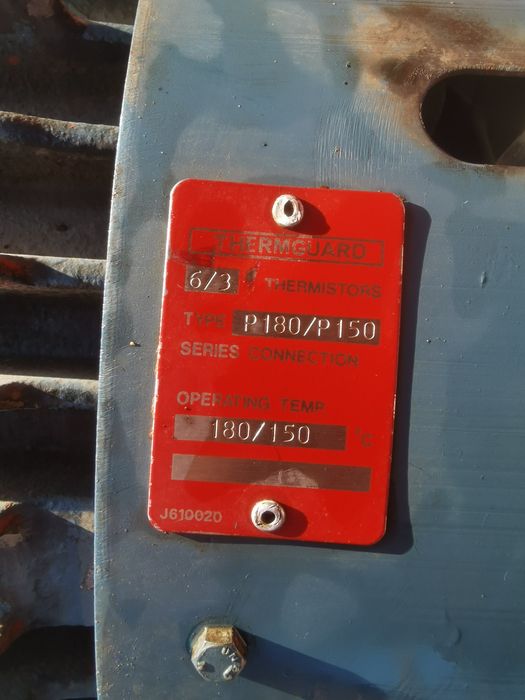 THERMGUARD
6/3 THERMISTORS
TYPE P180/P150
SERIES CONNECTION
OPERATING TEMP
180/150 °C
J610020